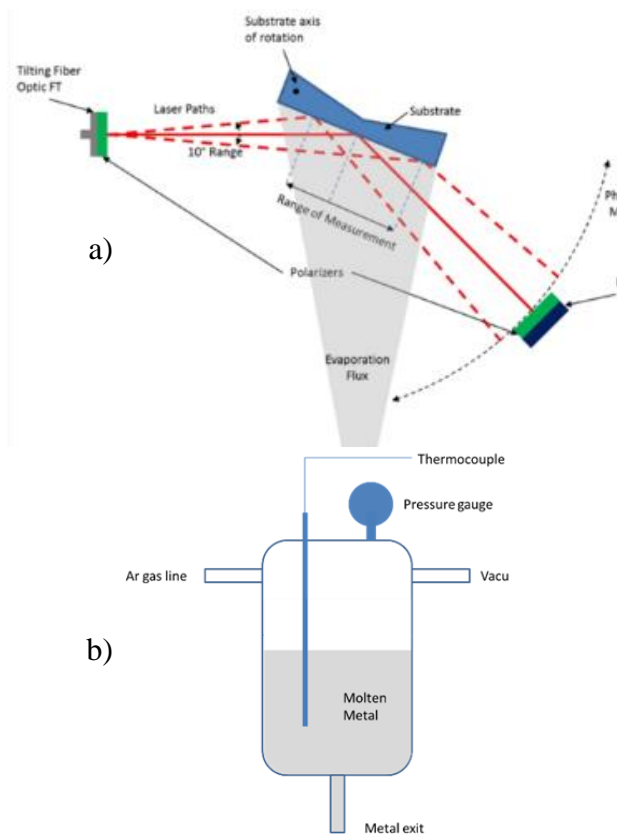 Substrate axis
of rotation
Tilting Fiber
Optic FT
Laser Paths
Substrate
10° Range
Range of Measurement
Ph
M
a)
Polarizers
Evaporation
Flux
Thermocouple
Pressure gauge
Ar gas line
Vacu
b)
Molten
Metal
Metal exit